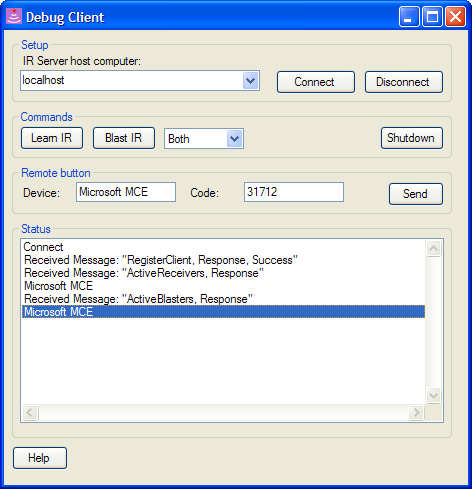 Debug Client
Setup
IR Server host computer:
localhost
Connect
Disconnect
Commands
Learn IR
Blast IR
Both
Shutdown
Remote button
Device:
Microsoft MCE
Code:
31712
Send
Status
Connect
Received Message: "RegisterClient, Response, Success"
Received Message: "ActiveReceivers, Response"
Microsoft MCE
Received Message: "ActiveBlasters, Response"
Microsoft MCE
Help